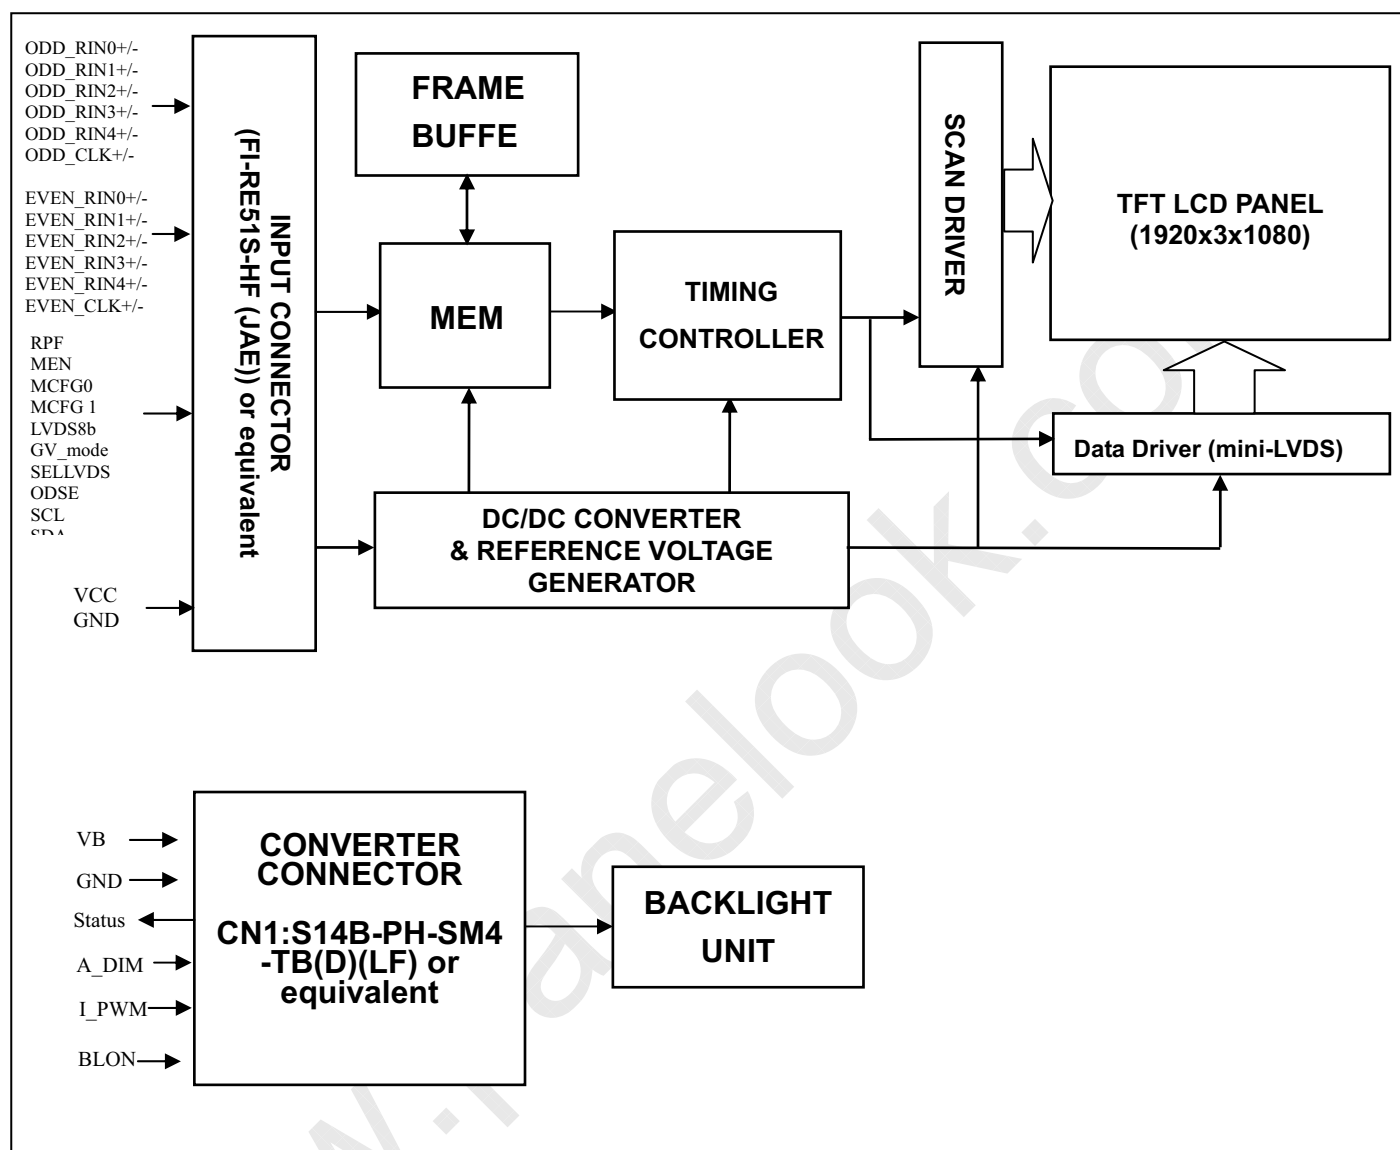 ODD_RIN0+/-
ODD_RIN1+/-
ODD_RIN2+/-
ODD_RIN3+/-
ODD_RIN4+/-
ODD_CLK+/-
EVEN_RIN0+/-
EVEN_RIN1+/-
EVEN_RIN2+/-
EVEN_RIN3+/-
EVEN_RIN4+/-
EVEN_CLK+/-
RPF
MEN
MCFG0
MCFG 1
LVDS8b
GV_mode
SELLVDS
ODSE
SCL
SDA
VCC
GND
INPUT CONNECTOR
(FI-RE51S-HF (JAE)) or equivalent
FRAME
BUFFE
MEM
TIMING
CONTROLLER
SCAN DRIVER
TFT LCD PANEL
(1920x3x1080)
Data Driver (mini-LVDS)
DC/DC CONVERTER
& REFERENCE VOLTAGE
GENERATOR
VB
GND
Status
A_DIM
I_PWM
BLON
CONVERTER
CONNECTOR
CN1:S14B-PH-SM4
-TB(D)(LF) or
equivalent
BACKLIGHT
UNIT
w.panelook.co